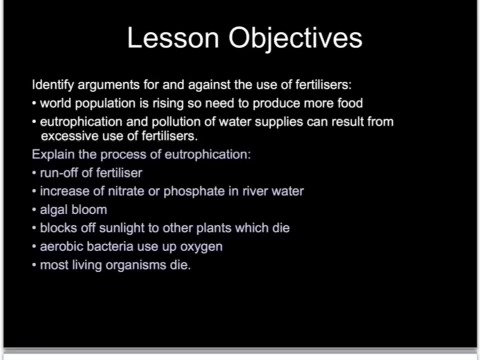 Lesson Objectives
Identify arguments for and against the use of fertilisers:
• world population is rising so need to produce more food
• eutrophication and pollution of water supplies can result from
excessive use of fertilisers.
Explain the process of eutrophication:
• run-off of fertiliser
• increase of nitrate or phosphate in river water
• algal bloom
• blocks off sunlight to other plants which die
• aerobic bacteria use up oxygen
• most living organisms die.